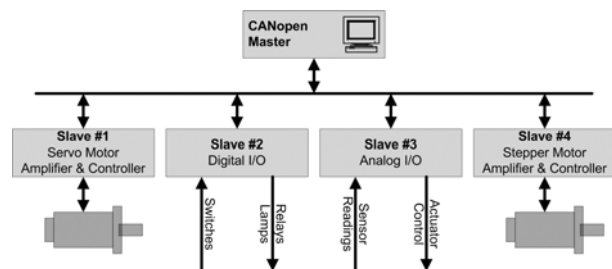 CANopen
Master
Slave #1
Servo Motor
Amplifier & Controller
Slave #2
Digital I/O
Slave #3
Analog I/O
Slave #4
Stepper Motor
Amplifier & Controller
Switches
Relays
Lamps
Sensor
Readings
Actuator
Control